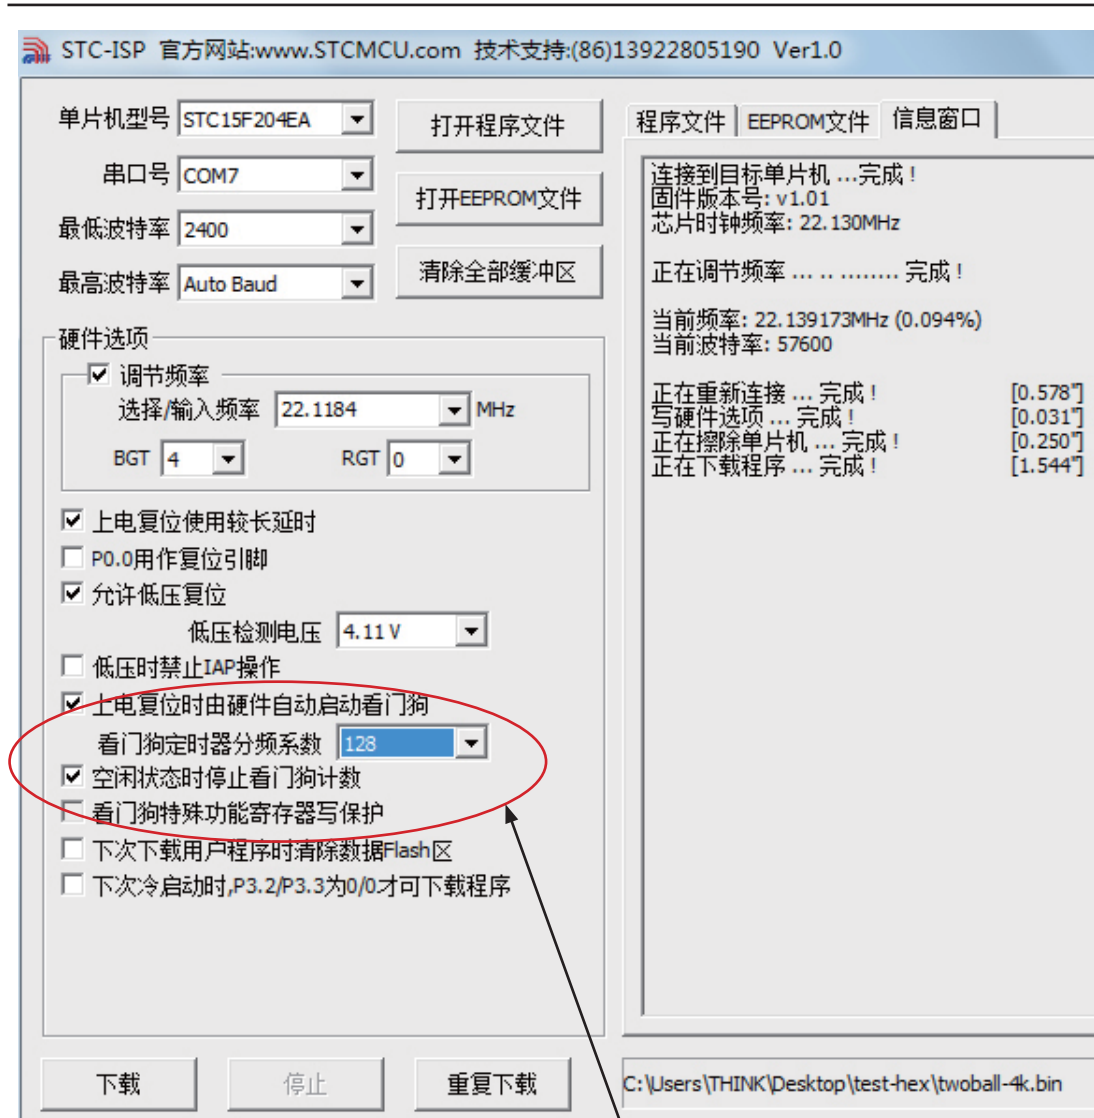 STC-ISP 官方网站:www.STCMCU.com 技术支持:(86)13922805190 Ver1.0
单片机型号 STC15F204EA
串口号 COM7
最低波特率 2400
最高波特率 Auto Baud
打开程序文件
打开EEPROM文件
清除全部缓冲区
硬件选项
调节频率
选择/输入频率 22.1184 MHz
BGT 4 RGT 0
上电复位使用较长延时
P0.0用作复位引脚
允许低压复位
低压检测电压 4.11 V
低压时禁止IAP操作
上电复位时由硬件自动启动看门狗
看门狗定时器分频系数 128
空闲状态时停止看门狗计数
看门狗特殊功能寄存器写保护
下次下载用户程序时清除数据Flash区
下次冷启动时,P3.2/P3.3为0/0才可下载程序
下载 停止 重复下载
程序文件 EEPROM文件 信息窗口
连接到目标单片机 ...完成 !
固件版本号: v1.01
芯片时钟频率: 22.130MHz
正在调节频率 ... .. ........ 完成 !
当前频率: 22.139173MHz (0.094%)
当前波特率: 57600
正在重新连接 ... 完成 ! [0.578"]
写硬件选项 ... 完成 ! [0.031"]
正在擦除单片机 ... 完成 ! [0.250"]
正在下载程序 ... 完成 ! [1.544"]
C:\Users\THINK\Desktop\test-hex\twoball-4k.bin